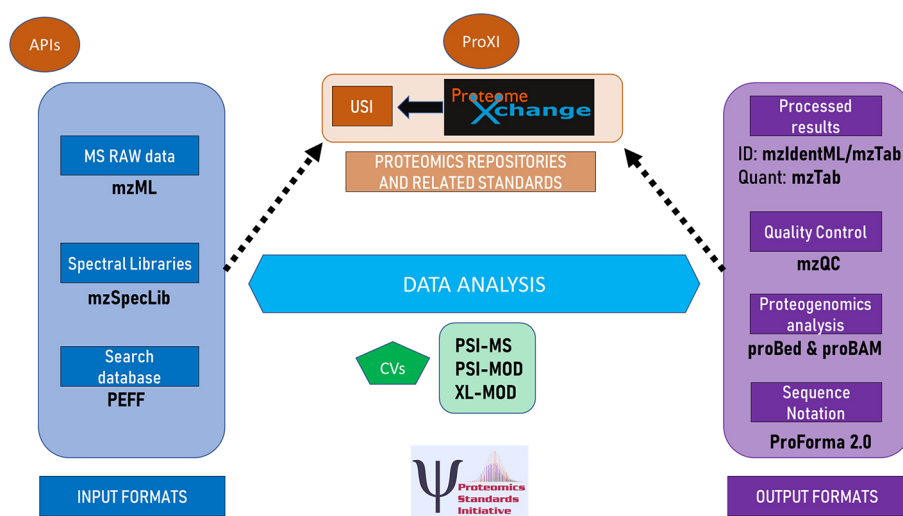 APIs
ProXI
USI
Proteome
Xchange
PROTEOMICS REPOSITORIES
AND RELATED STANDARDS
MS RAW data
mzML
Spectral Libraries
mzSpecLib
Search
database
PEFF
INPUT FORMATS
DATA ANALYSIS
CVs
PSI-MS
PSI-MOD
XL-MOD
Ψ Proteomics
Standards
Initiative
Processed
results
ID: mzIdentML/mzTab
Quant: mzTab
Quality Control
mzQC
Proteogenomics
analysis
proBed & proBAM
Sequence
Notation
ProForma 2.0
OUTPUT FORMATS